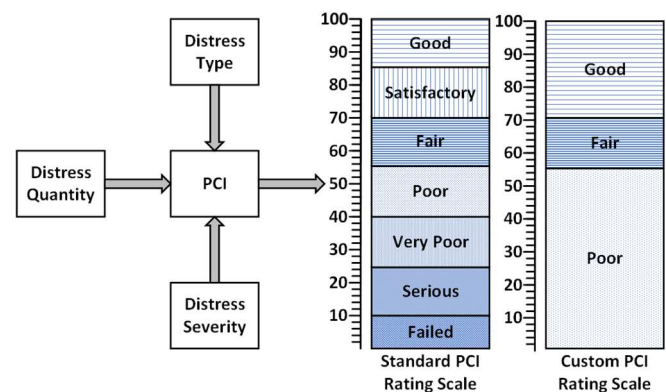 Distress
Type
Distress
Quantity
PCI
Distress
Severity
100
90
80
70
60
50
40
30
20
10
Good
Satisfactory
Fair
Poor
Very Poor
Serious
Failed
Standard PCI
Rating Scale
100
90
80
70
60
50
40
30
20
10
Good
Fair
Poor
Custom PCI
Rating Scale